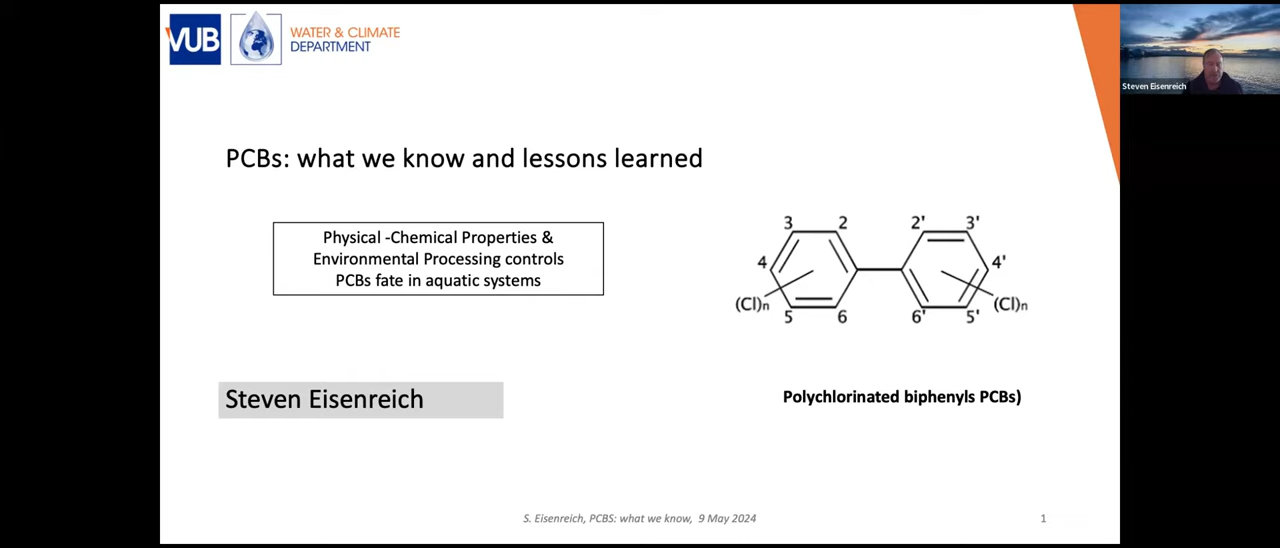 VUB
WATER & CLIMATE
DEPARTMENT
Steven Eisenreich
PCBs: what we know and lessons learned
Physical -Chemical Properties &
Environmental Processing controls
PCBs fate in aquatic systems
3 2 2' 3'
4 4'
(Cl)n (Cl)n
5 6 6' 5'
Steven Eisenreich
Polychlorinated biphenyls PCBs)
S. Eisenreich, PCBS: what we know, 9 May 2024
1